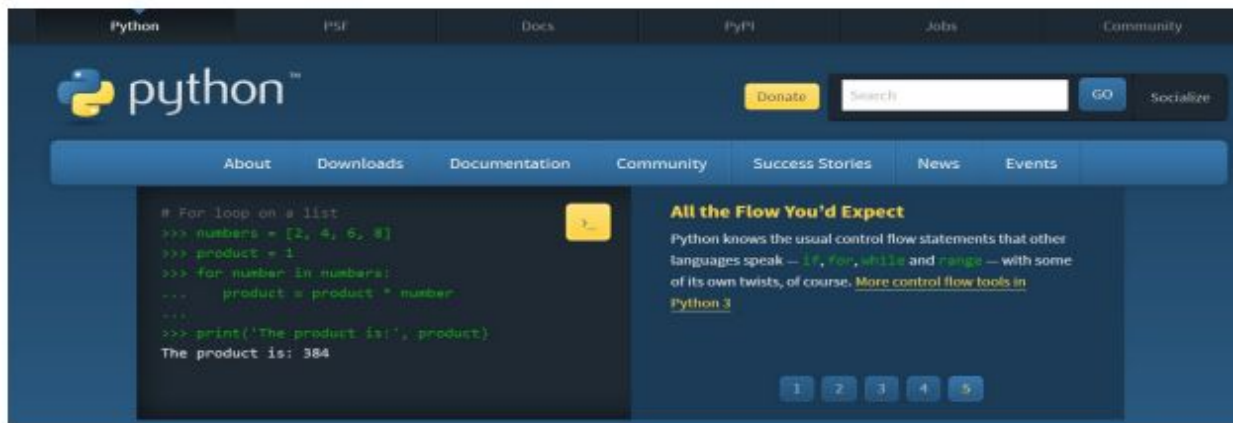 Python PSF Docs PyPI Jobs Community
python™
Donate Search GO Socialize
About Downloads Documentation Community Success Stories News Events
# For loop on a list
>>> numbers = [2, 4, 6, 8]
>>> product = 1
>>> for number in numbers:
...     product = product * number
...
>>> print('The product is:', product)
The product is: 384
>_
All the Flow You'd Expect
Python knows the usual control flow statements that other
languages speak — if, for, while and range — with some
of its own twists, of course. More control flow tools in
Python 3
1 2 3 4 5